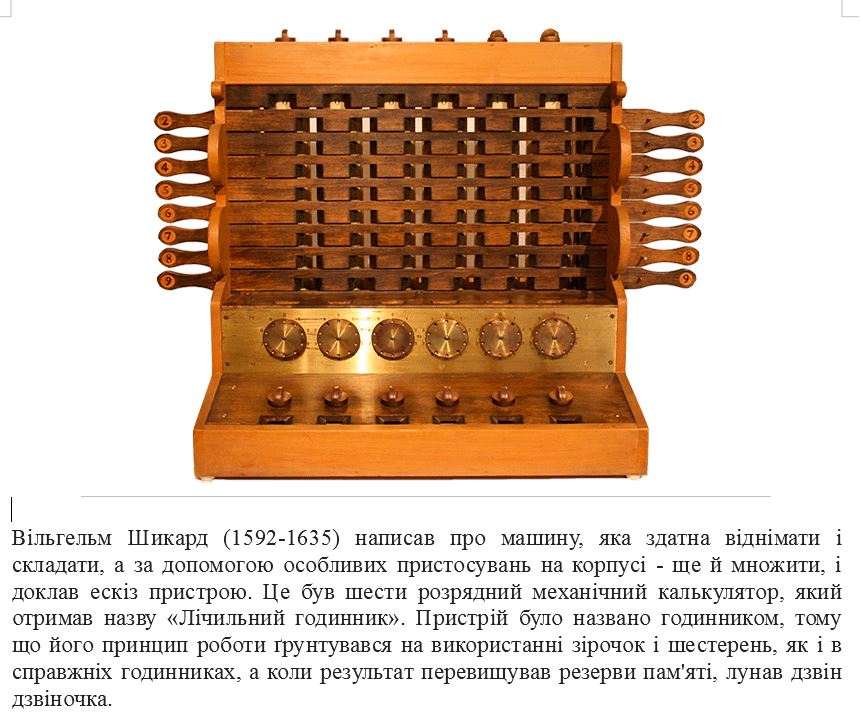 2 2
3 3
4 4
5 5
6 6
7 7
8 8
9 9
Вільгельм Шикард (1592-1635) написав про машину, яка здатна віднімати і
складати, а за допомогою особливих пристосувань на корпусі - ще й множити, і
доклав ескіз пристрою. Це був шести розрядний механічний калькулятор, який
отримав назву «Лічильний годинник». Пристрій було названо годинником, тому
що його принцип роботи ґрунтувався на використанні зірочок і шестерень, як і в
справжніх годинниках, а коли результат перевищував резерви пам'яті, лунав дзвін
дзвіночка.